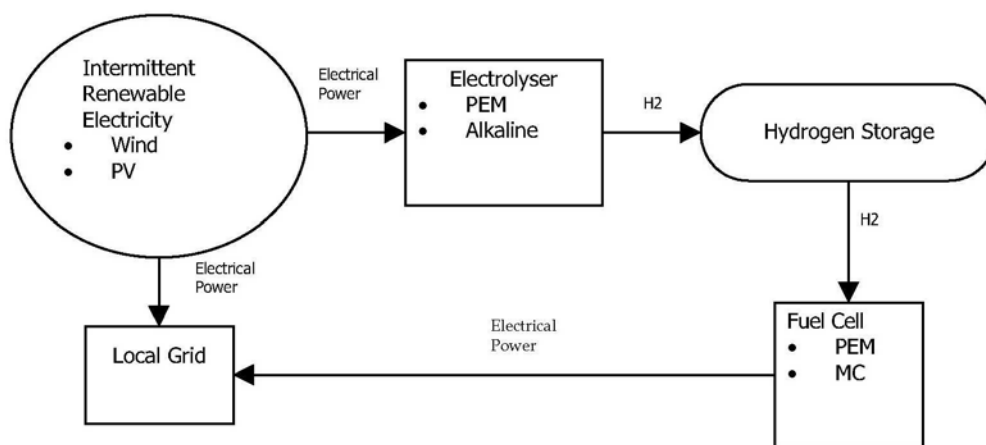 Intermittent
Renewable
Electricity
• Wind
• PV
Electrical
Power
Electrolyser
• PEM
• Alkaline
H2
Hydrogen Storage
H2
Electrical
Power
Local Grid
Electrical
Power
Fuel Cell
• PEM
• MC